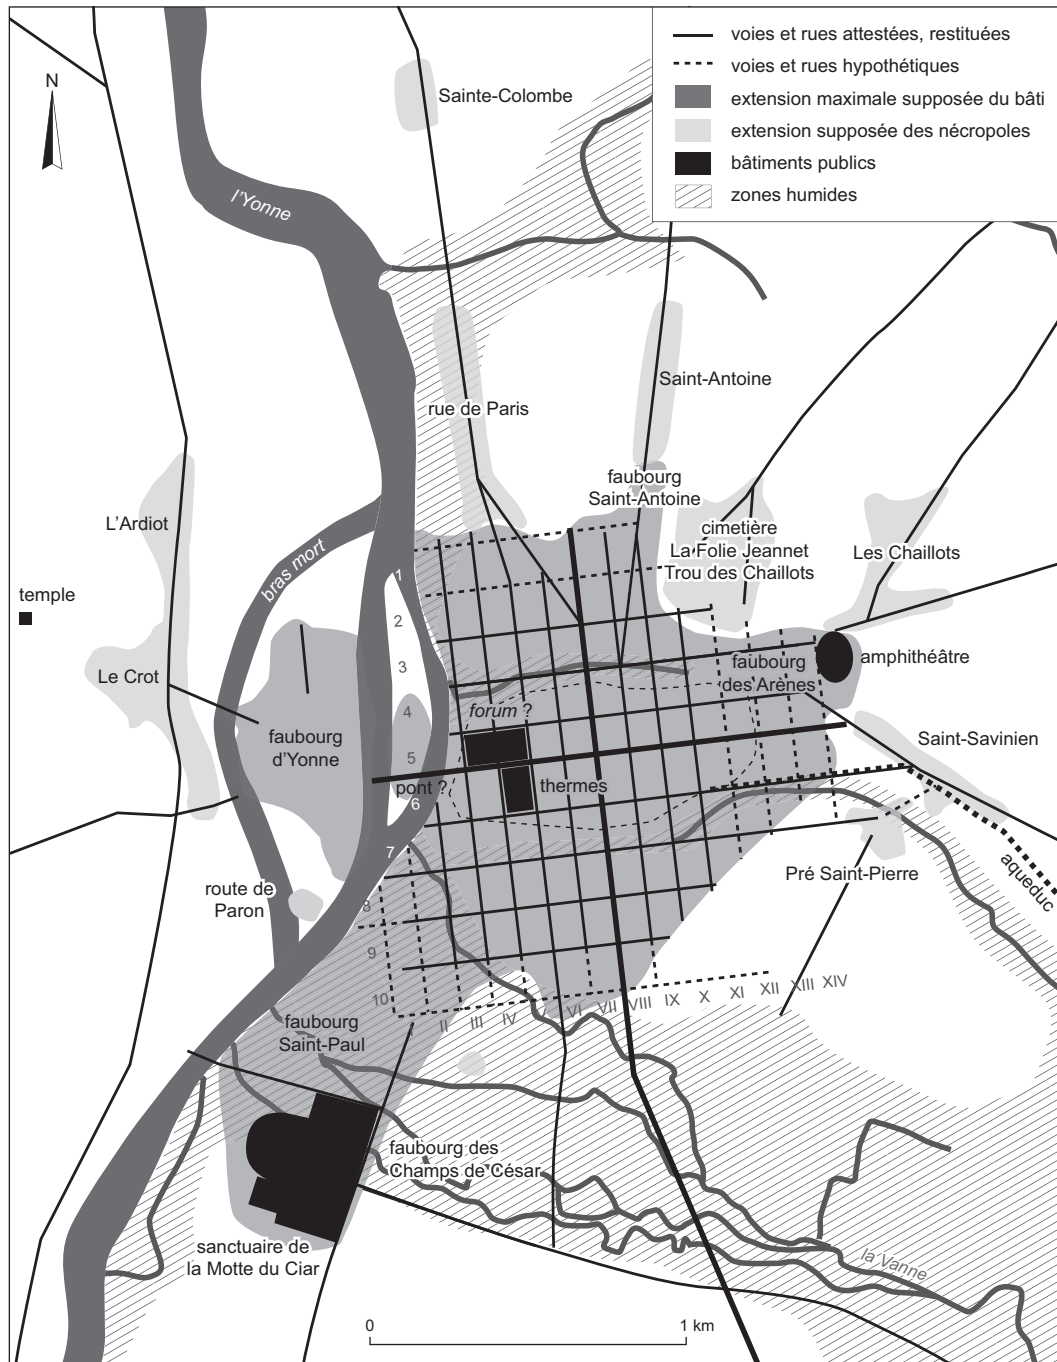 voies et rues attestées, restituées
voies et rues hypothétiques
extension maximale supposée du bâti
extension supposée des nécropoles
bâtiments publics
zones humides
N
Sainte-Colombe
l'Yonne
Saint-Antoine
rue de Paris
faubourg
Saint-Antoine
cimetière
La Folie Jeannet
Trou des Chaillots
Les Chaillots
L'Ardiot
bras mort
temple
1
2
3
4
5
6
7
8
9
10
Le Crot
faubourg
d'Yonne
forum ?
pont ?
thermes
faubourg
des Arènes
amphithéâtre
Saint-Savinien
Pré Saint-Pierre
aqueduc
route de
Paron
I II III IV V VI VII VIII IX X XI XII XIII XIV
faubourg
Saint-Paul
faubourg des
Champs de César
sanctuaire de
la Motte du Ciar
la Vanne
0 1 km